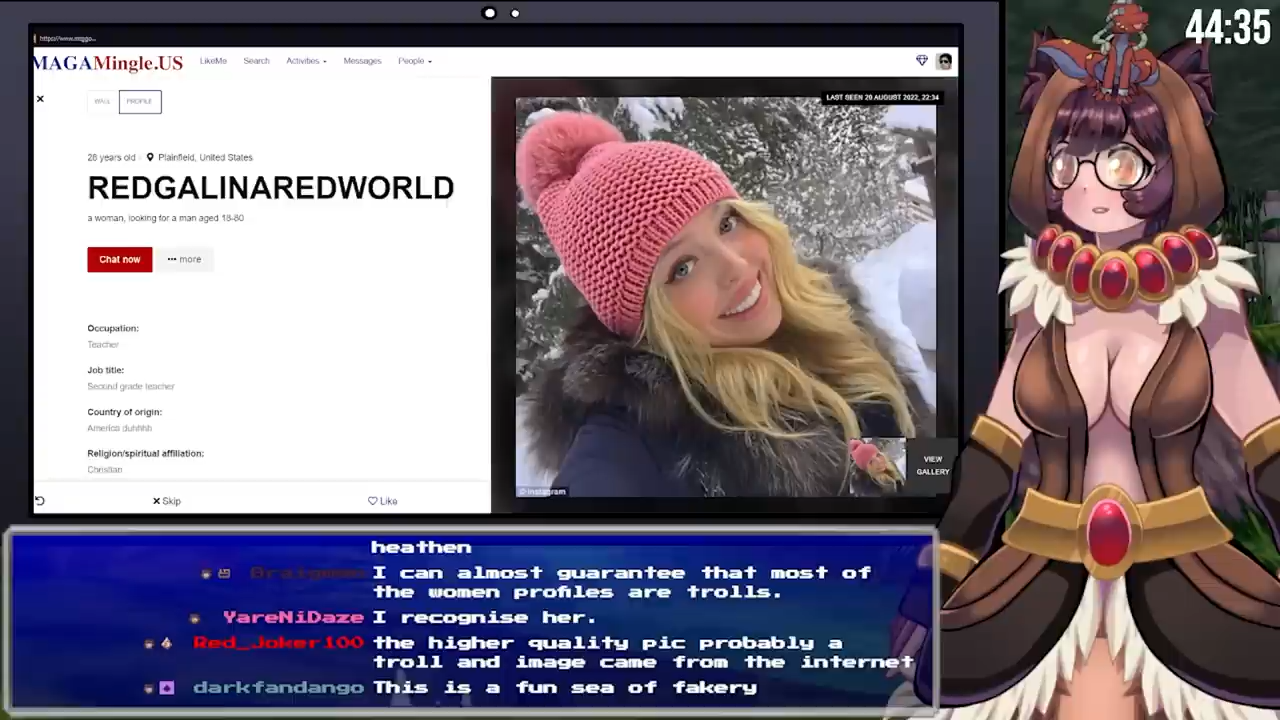 44:35
https://www.maga...
MAGAMingle.US LikeMe Search Activities Messages People
WALL PROFILE
LAST SEEN 20 AUGUST 2022, 22:34
28 years old Plainfield, United States
REDGALINAREDWORLD
a woman, looking for a man aged 18-80
Chat now ••• more
Occupation:
Teacher
Job title:
Second grade teacher
Country of origin:
America duhhhh
Religion/spiritual affiliation:
Christian
VIEW
GALLERY
© Instagram
Skip Like
heathen
I can almost guarantee that most of
the women profiles are trolls.
YareNiDaze I recognise her.
Red_Joker100 the higher quality pic probably a
troll and image came from the internet
darkfandango This is a fun sea of fakery